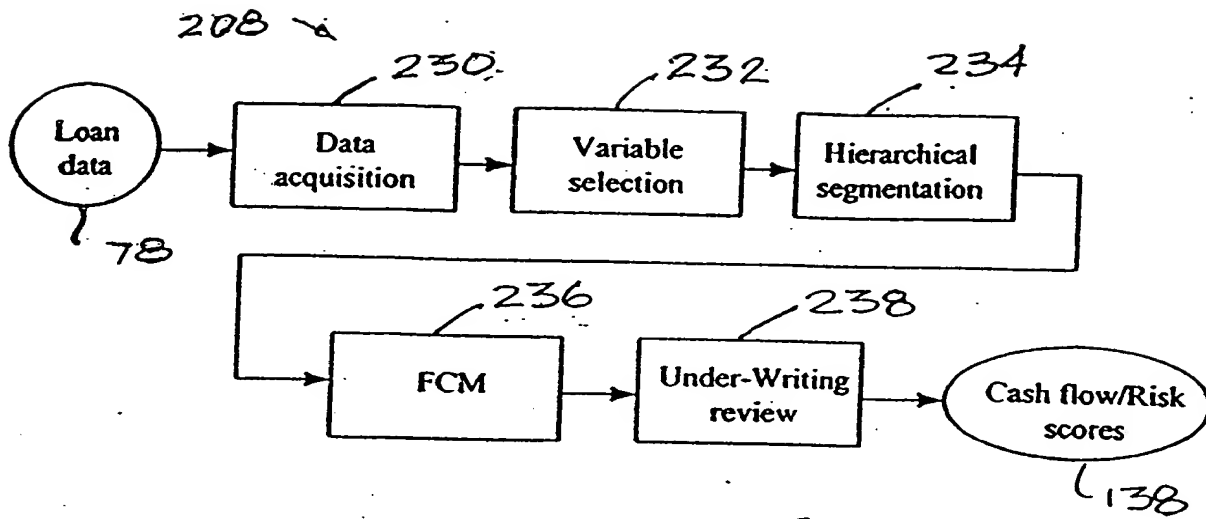 208
230
232
234
Loan
data
Data
acquisition
Variable
selection
Hierarchical
segmentation
78
236
238
FCM
Under-Writing
review
Cash flow/Risk
scores
138